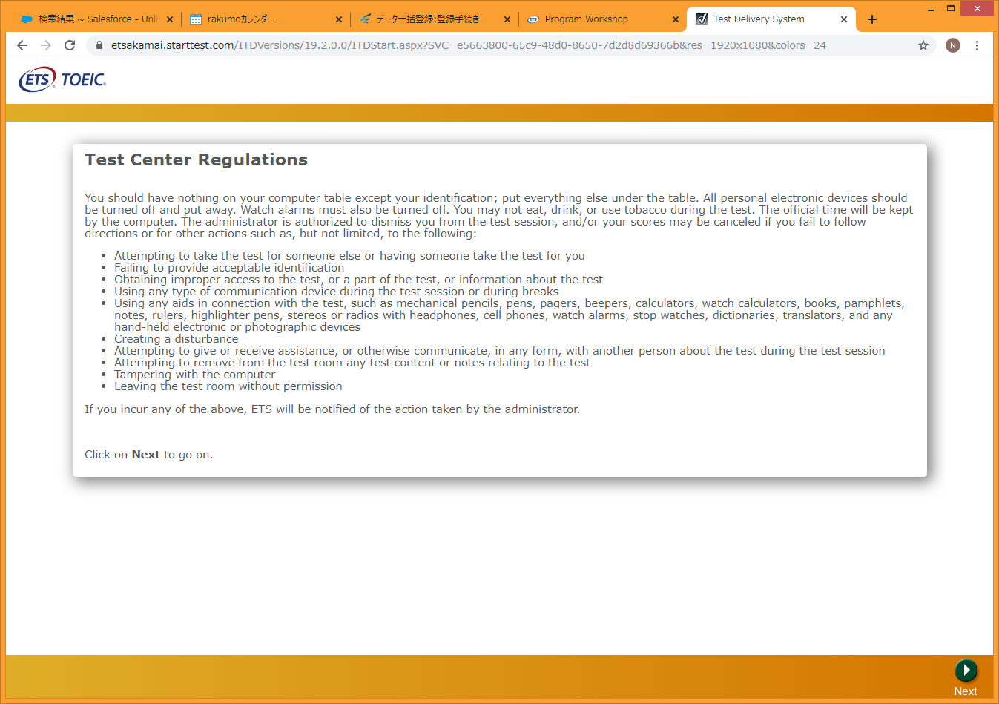 検索結果 ~ Salesforce - Unli
rakumoカレンダー
データ一括登録:登録手続き
Program Workshop
Test Delivery System
etsakamai.starttest.com/ITDVersions/19.2.0.0/ITDStart.aspx?SVC=e5663800-65c9-48d0-8650-7d2d8d69366b&res=1920x1080&colors=24
N
ETS® TOEIC®
Test Center Regulations
You should have nothing on your computer table except your identification; put everything else under the table. All personal electronic devices should
be turned off and put away. Watch alarms must also be turned off. You may not eat, drink, or use tobacco during the test. The official time will be kept
by the computer. The administrator is authorized to dismiss you from the test session, and/or your scores may be canceled if you fail to follow
directions or for other actions such as, but not limited, to the following:
• Attempting to take the test for someone else or having someone take the test for you
• Failing to provide acceptable identification
• Obtaining improper access to the test, or a part of the test, or information about the test
• Using any type of communication device during the test session or during breaks
• Using any aids in connection with the test, such as mechanical pencils, pens, pagers, beepers, calculators, watch calculators, books, pamphlets,
notes, rulers, highlighter pens, stereos or radios with headphones, cell phones, watch alarms, stop watches, dictionaries, translators, and any
hand-held electronic or photographic devices
• Creating a disturbance
• Attempting to give or receive assistance, or otherwise communicate, in any form, with another person about the test during the test session
• Attempting to remove from the test room any test content or notes relating to the test
• Tampering with the computer
• Leaving the test room without permission
If you incur any of the above, ETS will be notified of the action taken by the administrator.
Click on Next to go on.
Next